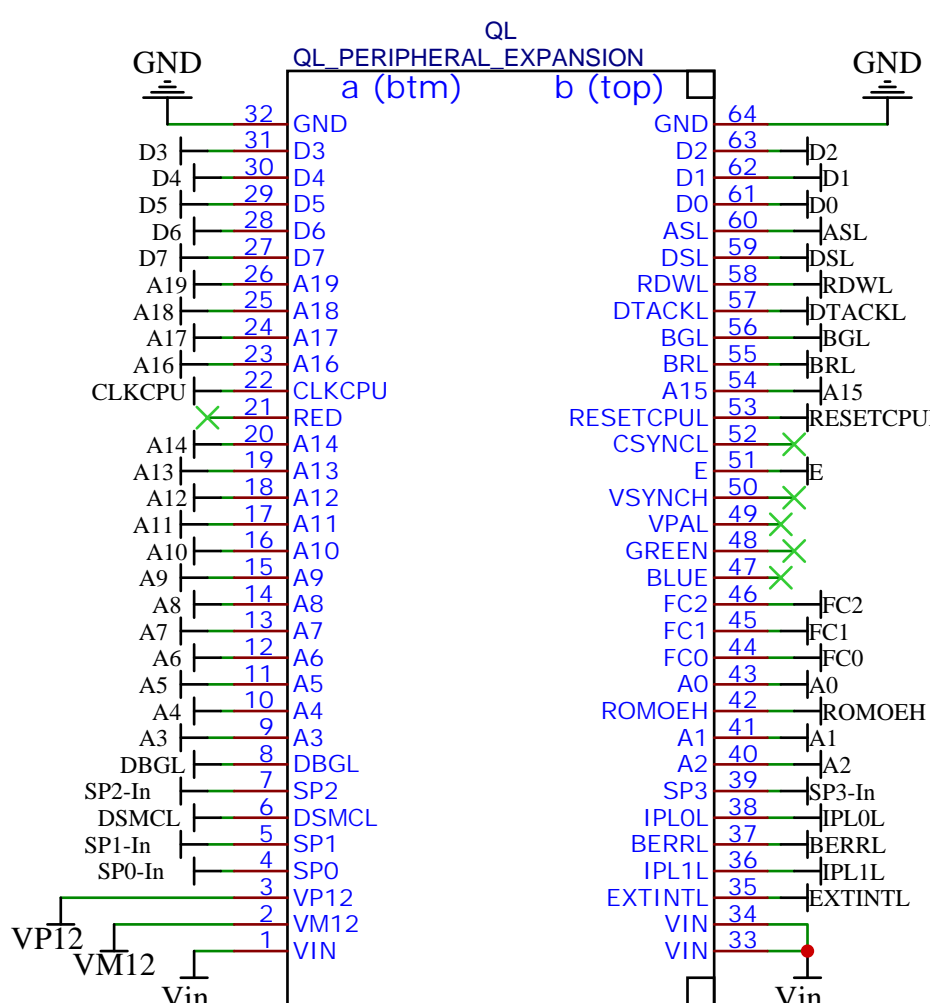 QL
QL_PERIPHERAL_EXPANSION
GND a (btm) b (top) GND
32 GND GND 64
D3 31 D3 D2 63 D2
D4 30 D4 D1 62 D1
D5 29 D5 D0 61 D0
D6 28 D6 ASL 60 ASL
D7 27 D7 DSL 59 DSL
A19 26 A19 RDWL 58 RDWL
A18 25 A18 DTACKL 57 DTACKL
A17 24 A17 BGL 56 BGL
A16 23 A16 BRL 55 BRL
CLKCPU 22 CLKCPU A15 54 A15
21 RED RESETCPUL 53 RESETCPUL
A14 20 A14 CSYNCL 52
A13 19 A13 E 51 E
A12 18 A12 VSYNCH 50
A11 17 A11 VPAL 49
A10 16 A10 GREEN 48
A9 15 A9 BLUE 47
A8 14 A8 FC2 46 FC2
A7 13 A7 FC1 45 FC1
A6 12 A6 FC0 44 FC0
A5 11 A5 A0 43 A0
A4 10 A4 ROMOEH 42 ROMOEH
A3 9 A3 A1 41 A1
DBGL 8 DBGL A2 40 A2
SP2-In 7 SP2 SP3 39 SP3-In
DSMCL 6 DSMCL IPL0L 38 IPL0L
SP1-In 5 SP1 BERRL 37 BERRL
SP0-In 4 SP0 IPL1L 36 IPL1L
3 VP12 EXTINTL 35 EXTINTL
VP12 2 VM12 VIN 34
VM12 1 VIN VIN 33
Vin Vin